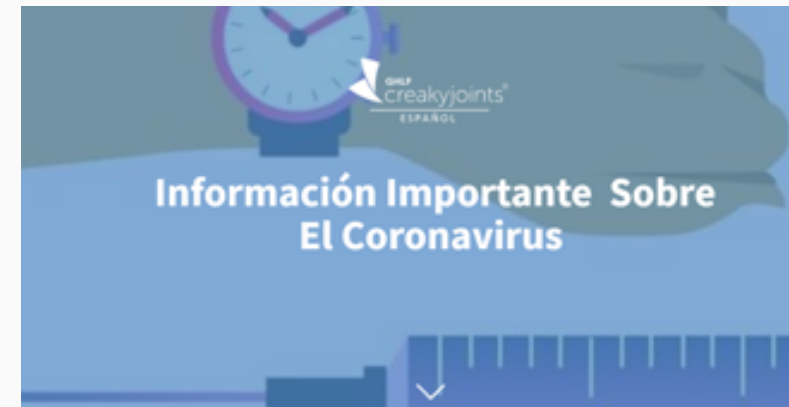 GHLF
creakyjoints®
ESPAÑOL
Información Importante Sobre
El Coronavirus